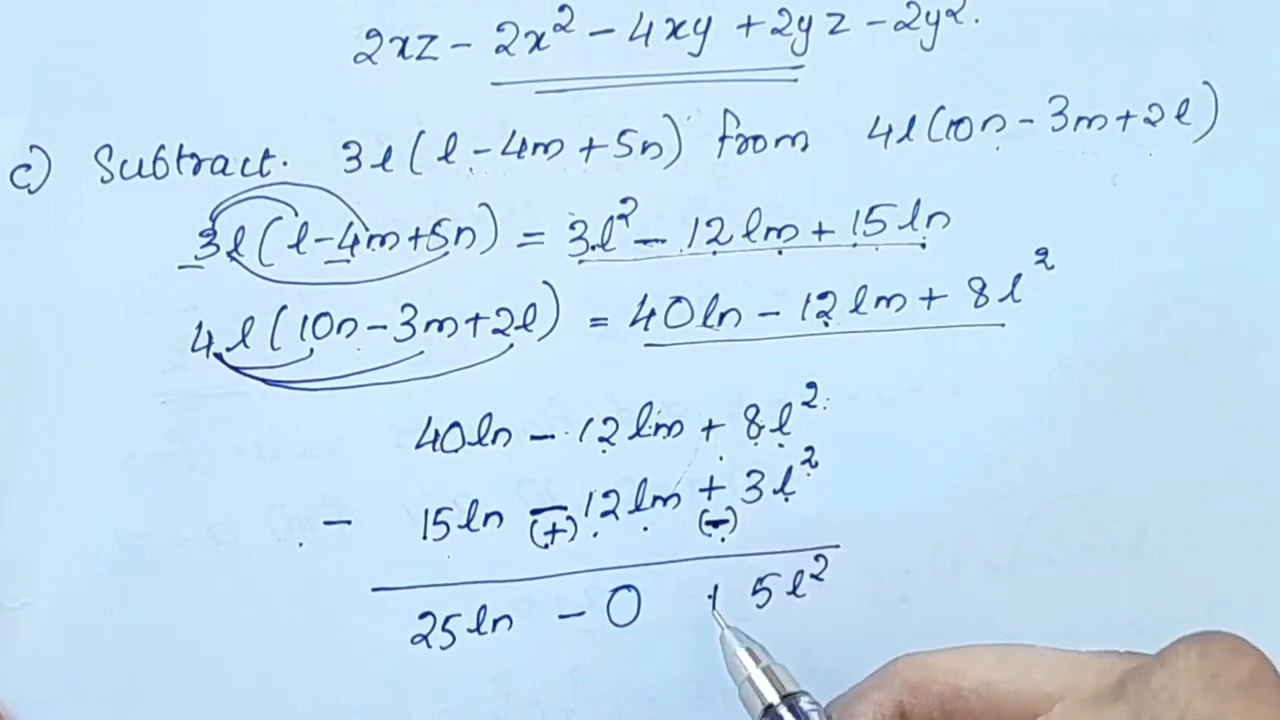 2xz - 2x² - 4xy + 2yz - 2y².
c) Subtract. 3l(l - 4m + 5n) from 4l(10n - 3m + 2l)
3l(l - 4m + 5n) = 3l² - 12lm + 15ln
4l(10n - 3m + 2l) = 40ln - 12lm + 8l²
40ln - 12lm + 8l²
- 15ln - 12lm + 3l²
(+) (-)
25ln - 0 + 5l²